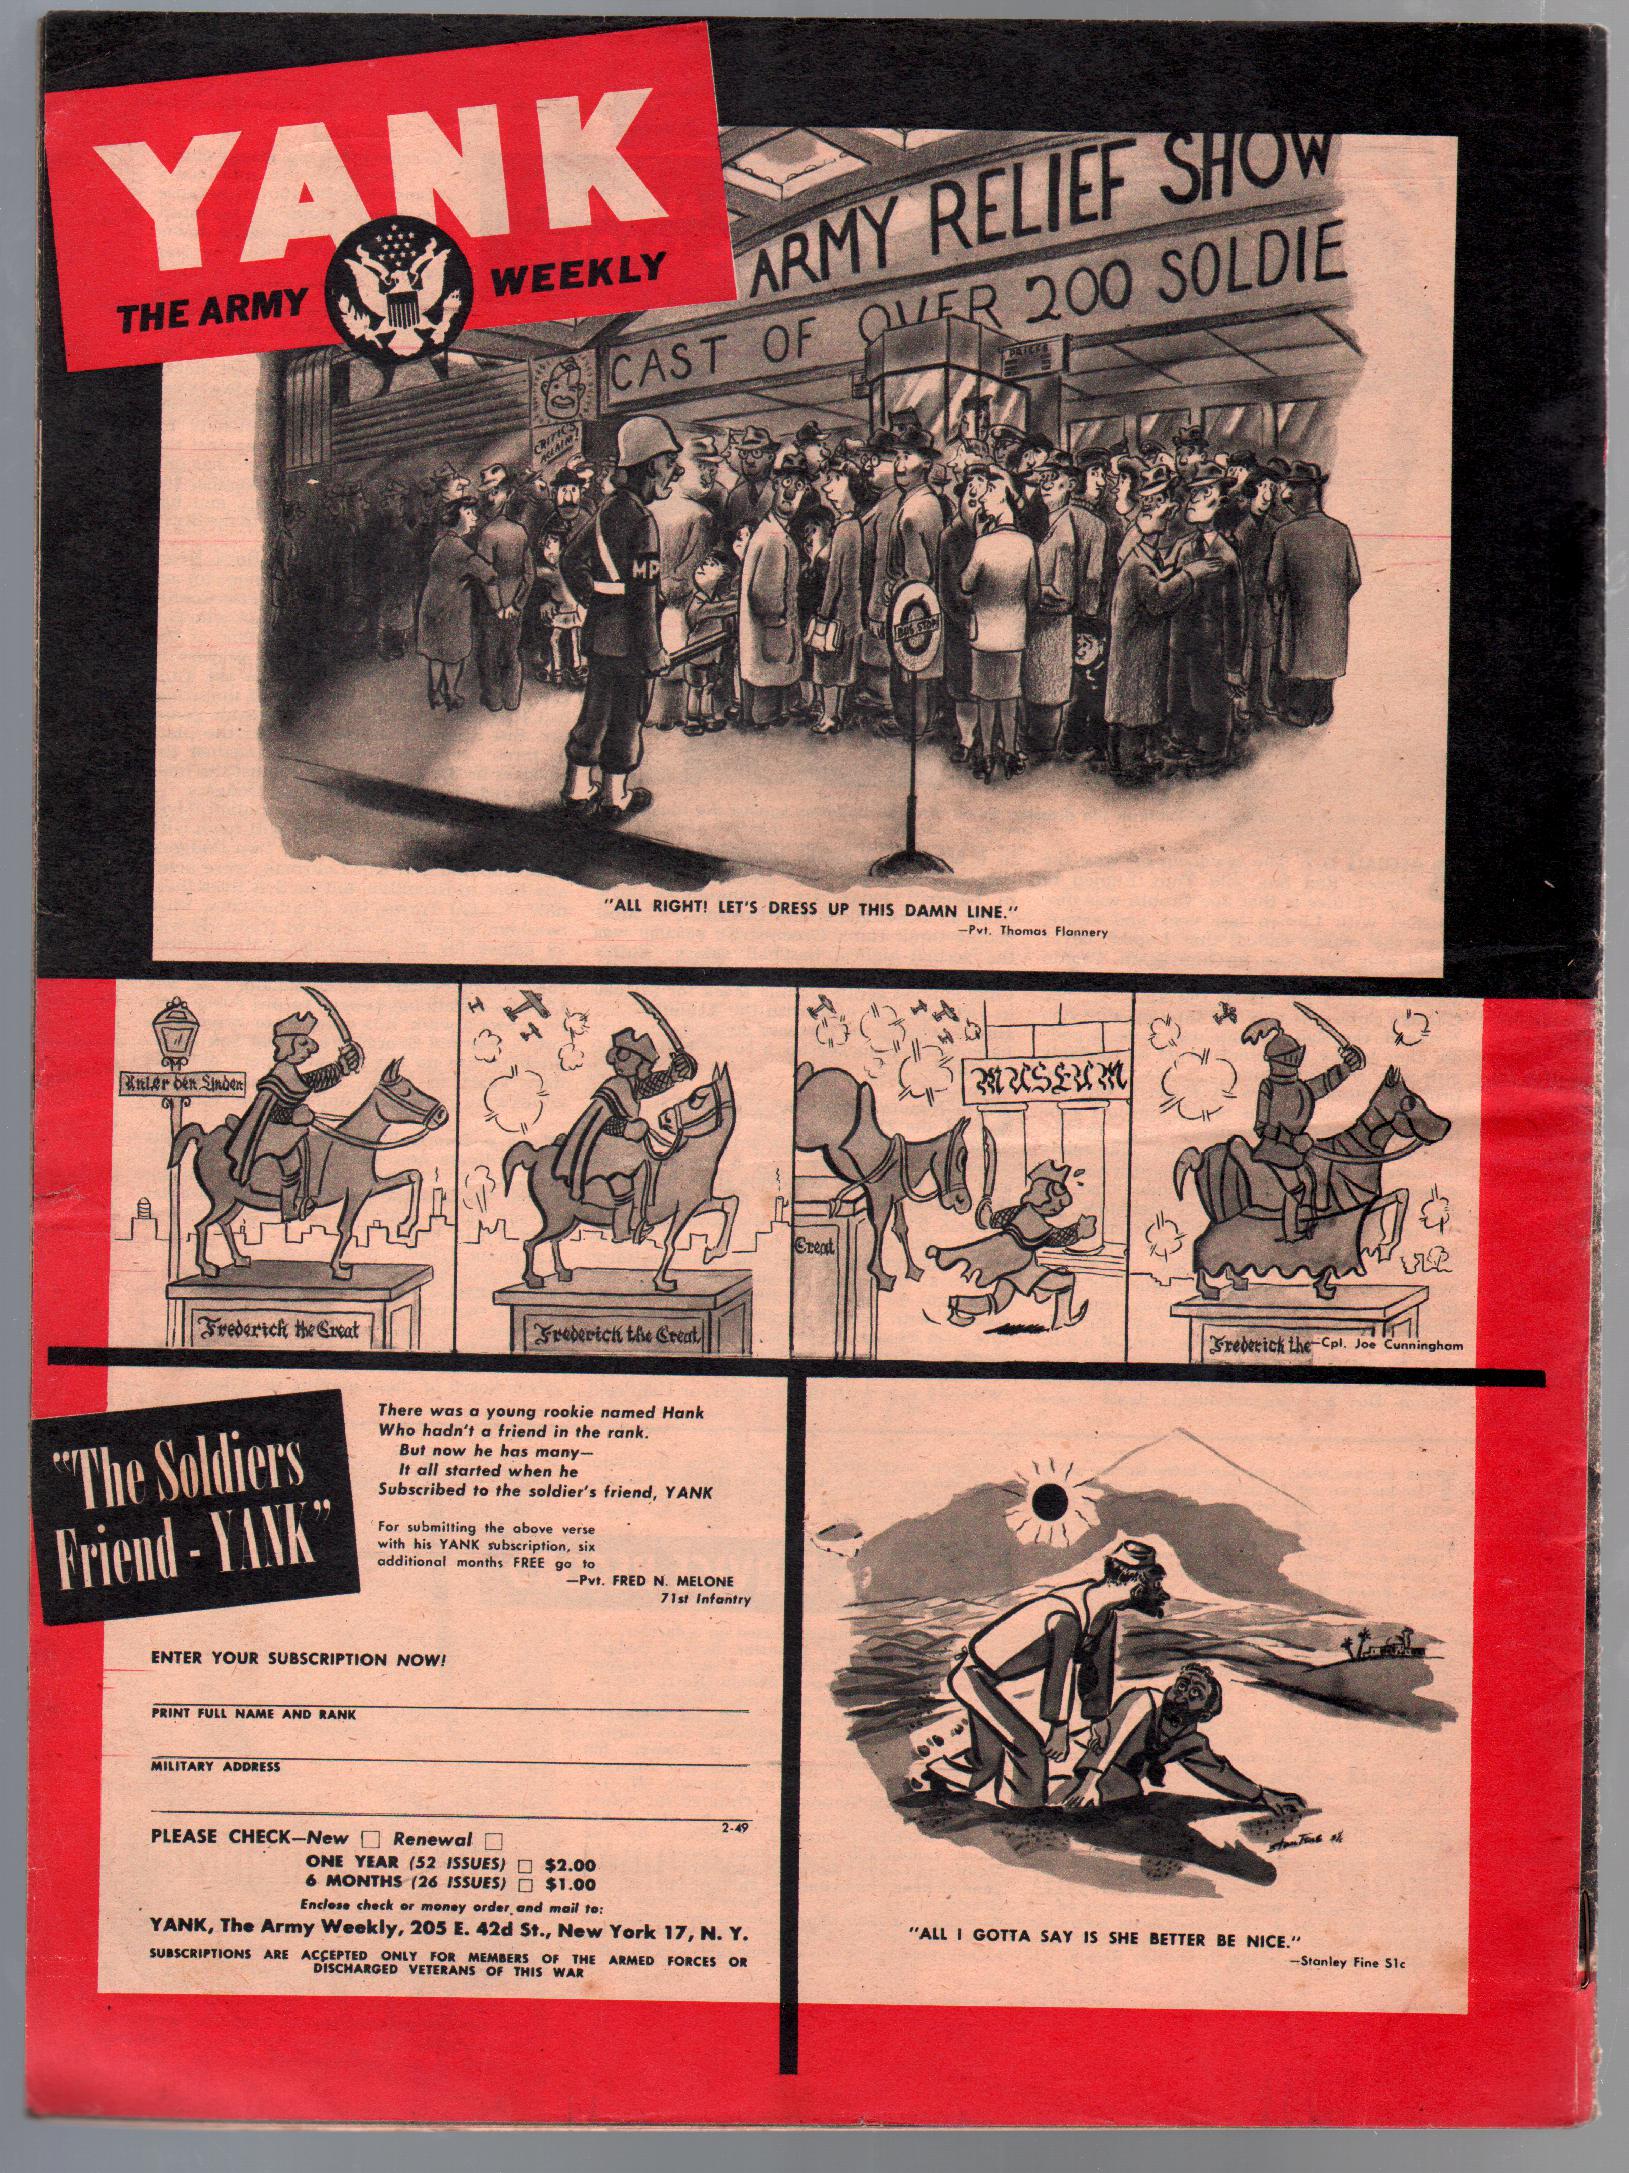 YANK
THE ARMY WEEKLY
ARMY RELIEF SHOW
CAST OF OVER 200 SOLDIE
PRICES
CRITICS
MP
BUS STOP
"ALL RIGHT! LET'S DRESS UP THIS DAMN LINE."
—Pvt. Thomas Flannery
Unter den Linden
Frederick the Great
Frederick the Great
Great
MUSEUM
Frederick the
—Cpl. Joe Cunningham
"The Soldiers
Friend - YANK"
There was a young rookie named Hank
Who hadn't a friend in the rank.
But now he has many—
It all started when he
Subscribed to the soldier's friend, YANK
For submitting the above verse
with his YANK subscription, six
additional months FREE go to
—Pvt. FRED N. MELONE
71st Infantry
ENTER YOUR SUBSCRIPTION NOW!
PRINT FULL NAME AND RANK
MILITARY ADDRESS
2-49
PLEASE CHECK—New Renewal
ONE YEAR (52 ISSUES) $2.00
6 MONTHS (26 ISSUES) $1.00
Enclose check or money order and mail to:
YANK, The Army Weekly, 205 E. 42d St., New York 17, N. Y.
SUBSCRIPTIONS ARE ACCEPTED ONLY FOR MEMBERS OF THE ARMED FORCES OR
DISCHARGED VETERANS OF THIS WAR
"ALL I GOTTA SAY IS SHE BETTER BE NICE."
—Stanley Fine S1c